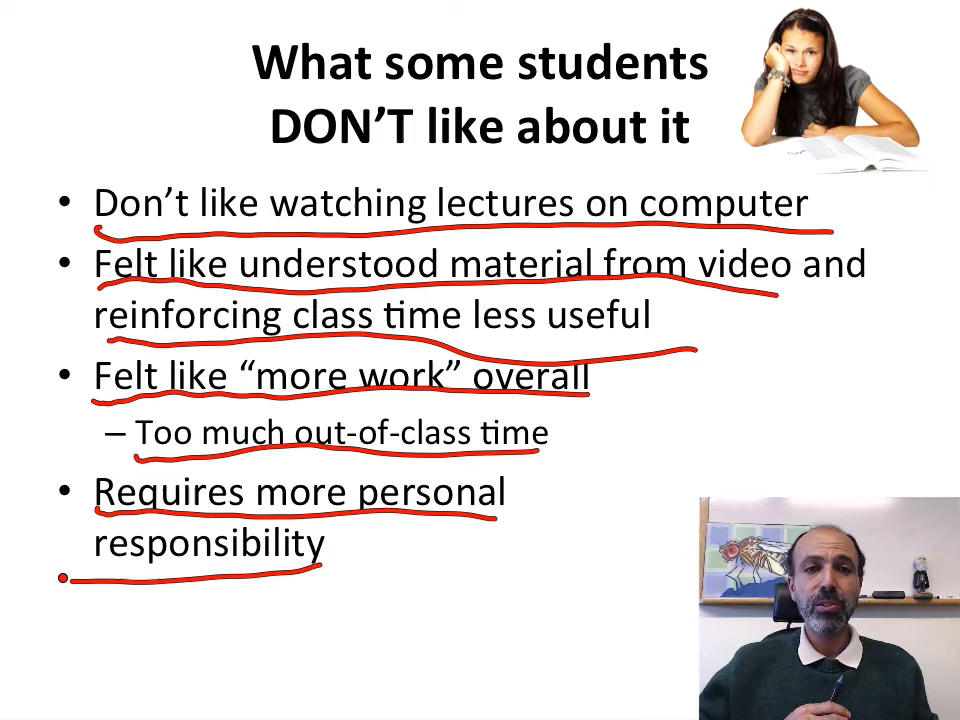 What some students
DON’T like about it
• Don’t like watching lectures on computer
• Felt like understood material from video and
reinforcing class time less useful
• Felt like “more work” overall
– Too much out-of-class time
• Requires more personal
responsibility